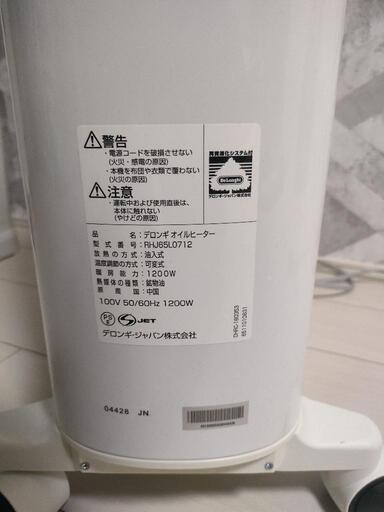 警告
・電源コードを破損させない
(火災・感電の原因)
・本機を布団や衣類で覆わない
(火災の原因)
注意
・運転中および使用直後は、
本体に触れない
(やけどの原因)
DeLonghi
デロンギ・ジャパン株式会社
品名:デロンギ オイルヒーター
型式番号:RHJ65L0712
放熱の方式:油入式
温度調節の方式:可変式
暖房能力:1200W
熱媒体の種類:鉱物油
原産国:中国
100V 50/60Hz 1200W
PS
E
JET
デロンギ・ジャパン株式会社
04428 JN